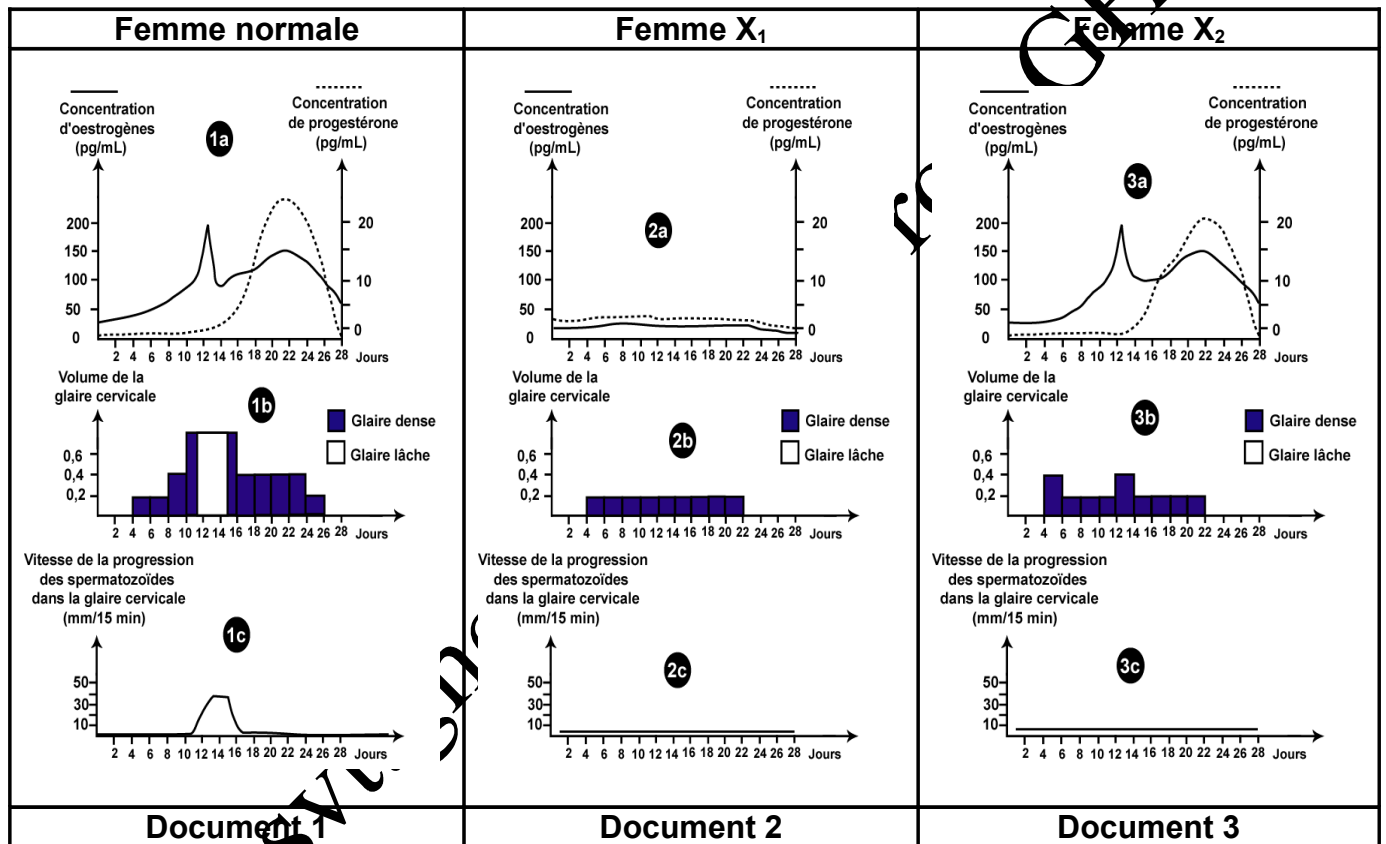 Femme normale
Femme X₁
Femme X₂
Concentration
d'oestrogènes
(pg/mL)
Concentration
de progestérone
(pg/mL)
1a
200
150
100
50
0
20
10
0
2 4 6 8 10 12 14 16 18 20 22 24 26 28 Jours
Volume de la
glaire cervicale
1b
Glaire dense
Glaire lâche
0,6
0,4
0,2
2 4 6 8 10 12 14 16 18 20 22 24 26 28 Jours
Vitesse de la progression
des spermatozoïdes
dans la glaire cervicale
(mm/15 min)
1c
50
30
10
2 4 6 8 10 12 14 16 18 20 22 24 26 28 Jours
Concentration
d'oestrogènes
(pg/mL)
Concentration
de progestérone
(pg/mL)
2a
200
150
100
50
0
20
10
0
2 4 6 8 10 12 14 16 18 20 22 24 26 28 Jours
Volume de la
glaire cervicale
2b
Glaire dense
Glaire lâche
0,6
0,4
0,2
2 4 6 8 10 12 14 16 18 20 22 24 26 28 Jours
Vitesse de la progression
des spermatozoïdes
dans la glaire cervicale
(mm/15 min)
2c
50
30
10
2 4 6 8 10 12 14 16 18 20 22 24 26 28 Jours
Concentration
d'oestrogènes
(pg/mL)
Concentration
de progestérone
(pg/mL)
3a
200
150
100
50
0
20
10
0
2 4 6 8 10 12 14 16 18 20 22 24 26 28 Jours
Volume de la
glaire cervicale
3b
Glaire dense
Glaire lâche
0,6
0,4
0,2
2 4 6 8 10 12 14 16 18 20 22 24 26 28 Jours
Vitesse de la progression
des spermatozoïdes
dans la glaire cervicale
(mm/15 min)
3c
50
30
10
2 4 6 8 10 12 14 16 18 20 22 24 26 28 Jours
Document 1
Document 2
Document 3